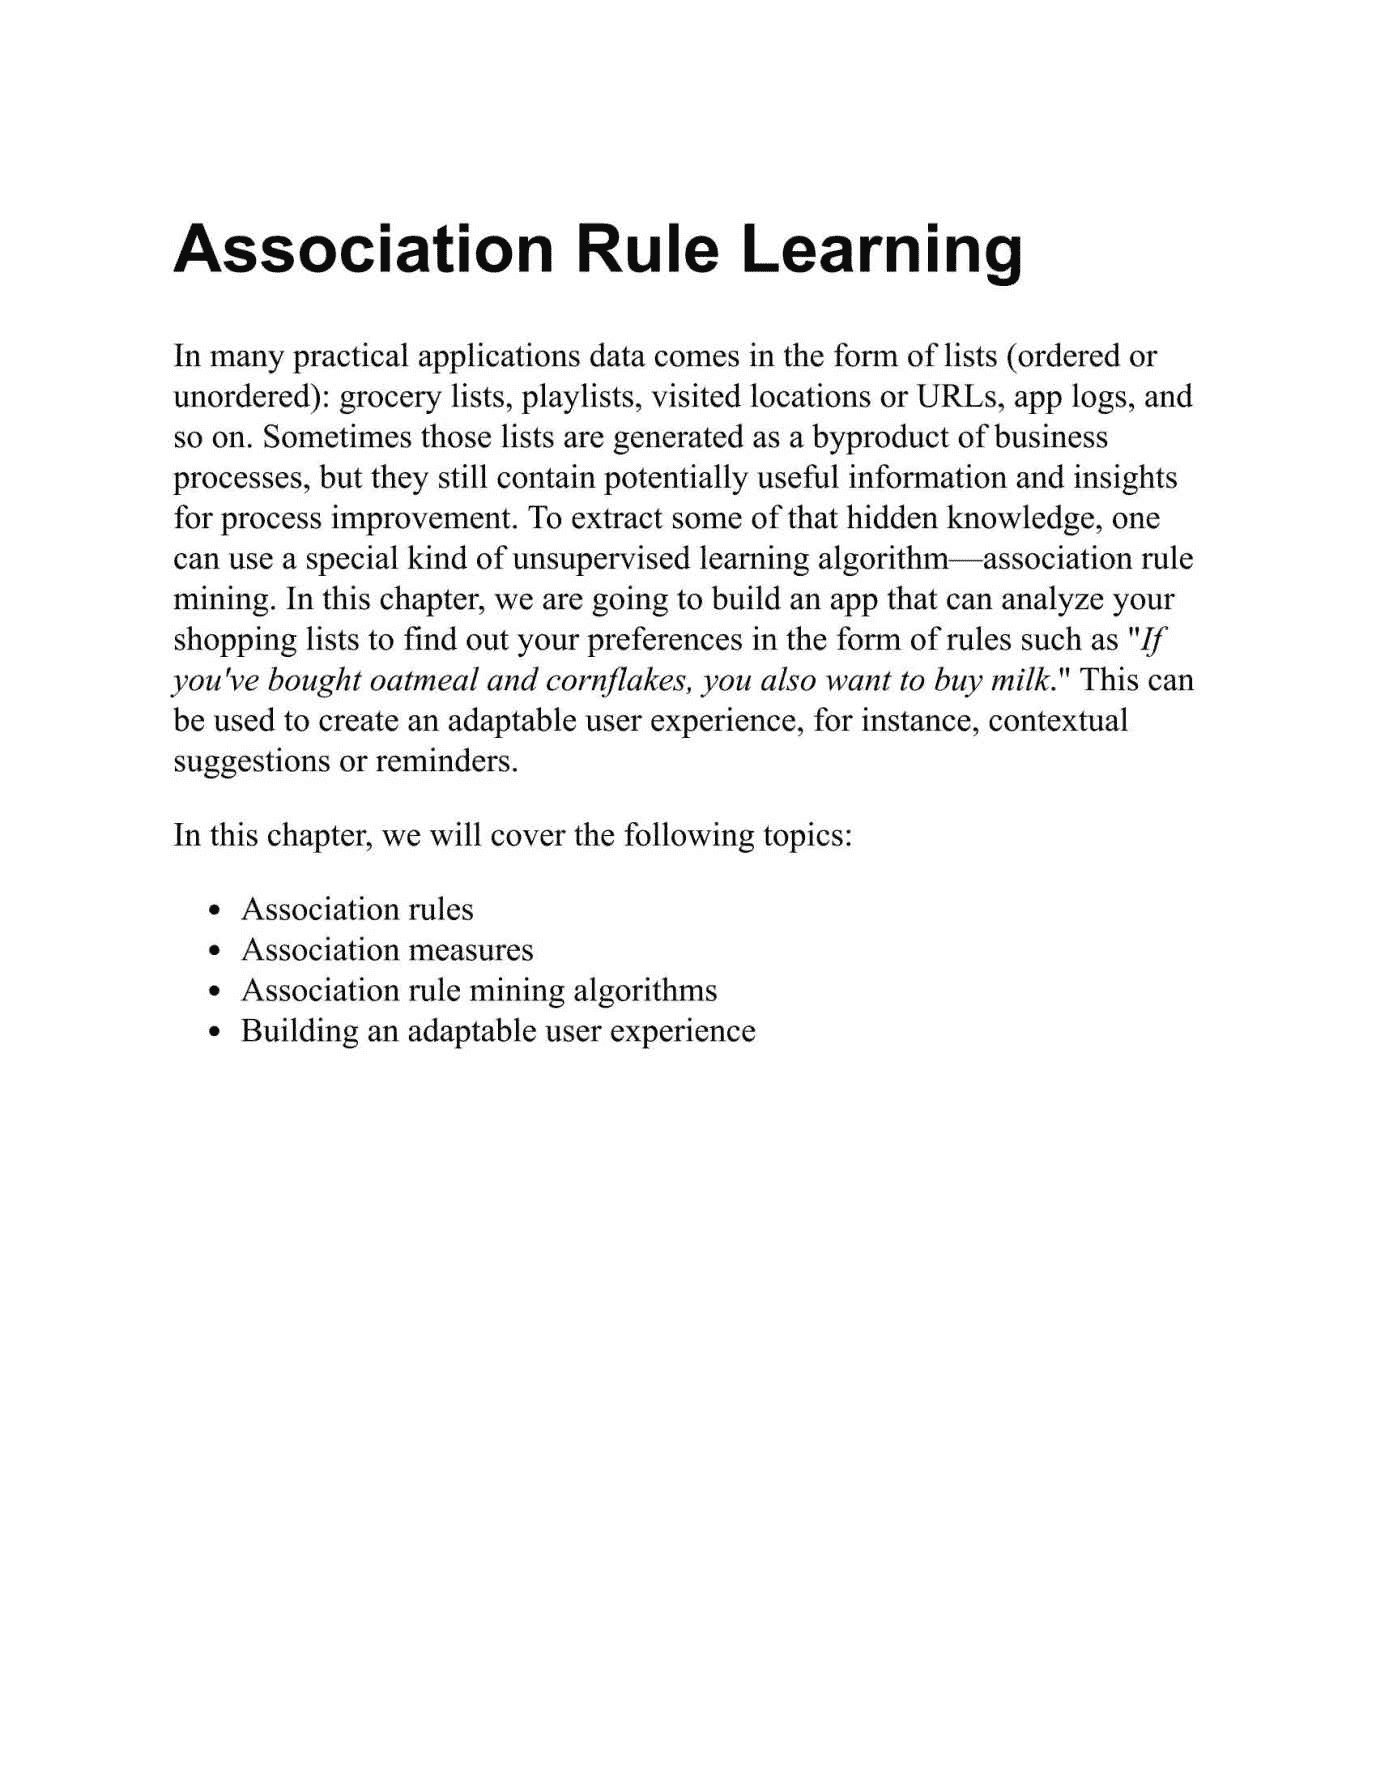 Association Rule Learning
In many practical applications data comes in the form of lists (ordered or
unordered): grocery lists, playlists, visited locations or URLs, app logs, and
so on. Sometimes those lists are generated as a byproduct of business
processes, but they still contain potentially useful information and insights
for process improvement. To extract some of that hidden knowledge, one
can use a special kind of unsupervised learning algorithm—association rule
mining. In this chapter, we are going to build an app that can analyze your
shopping lists to find out your preferences in the form of rules such as "If
you've bought oatmeal and cornflakes, you also want to buy milk." This can
be used to create an adaptable user experience, for instance, contextual
suggestions or reminders.
In this chapter, we will cover the following topics:
• Association rules
• Association measures
• Association rule mining algorithms
• Building an adaptable user experience